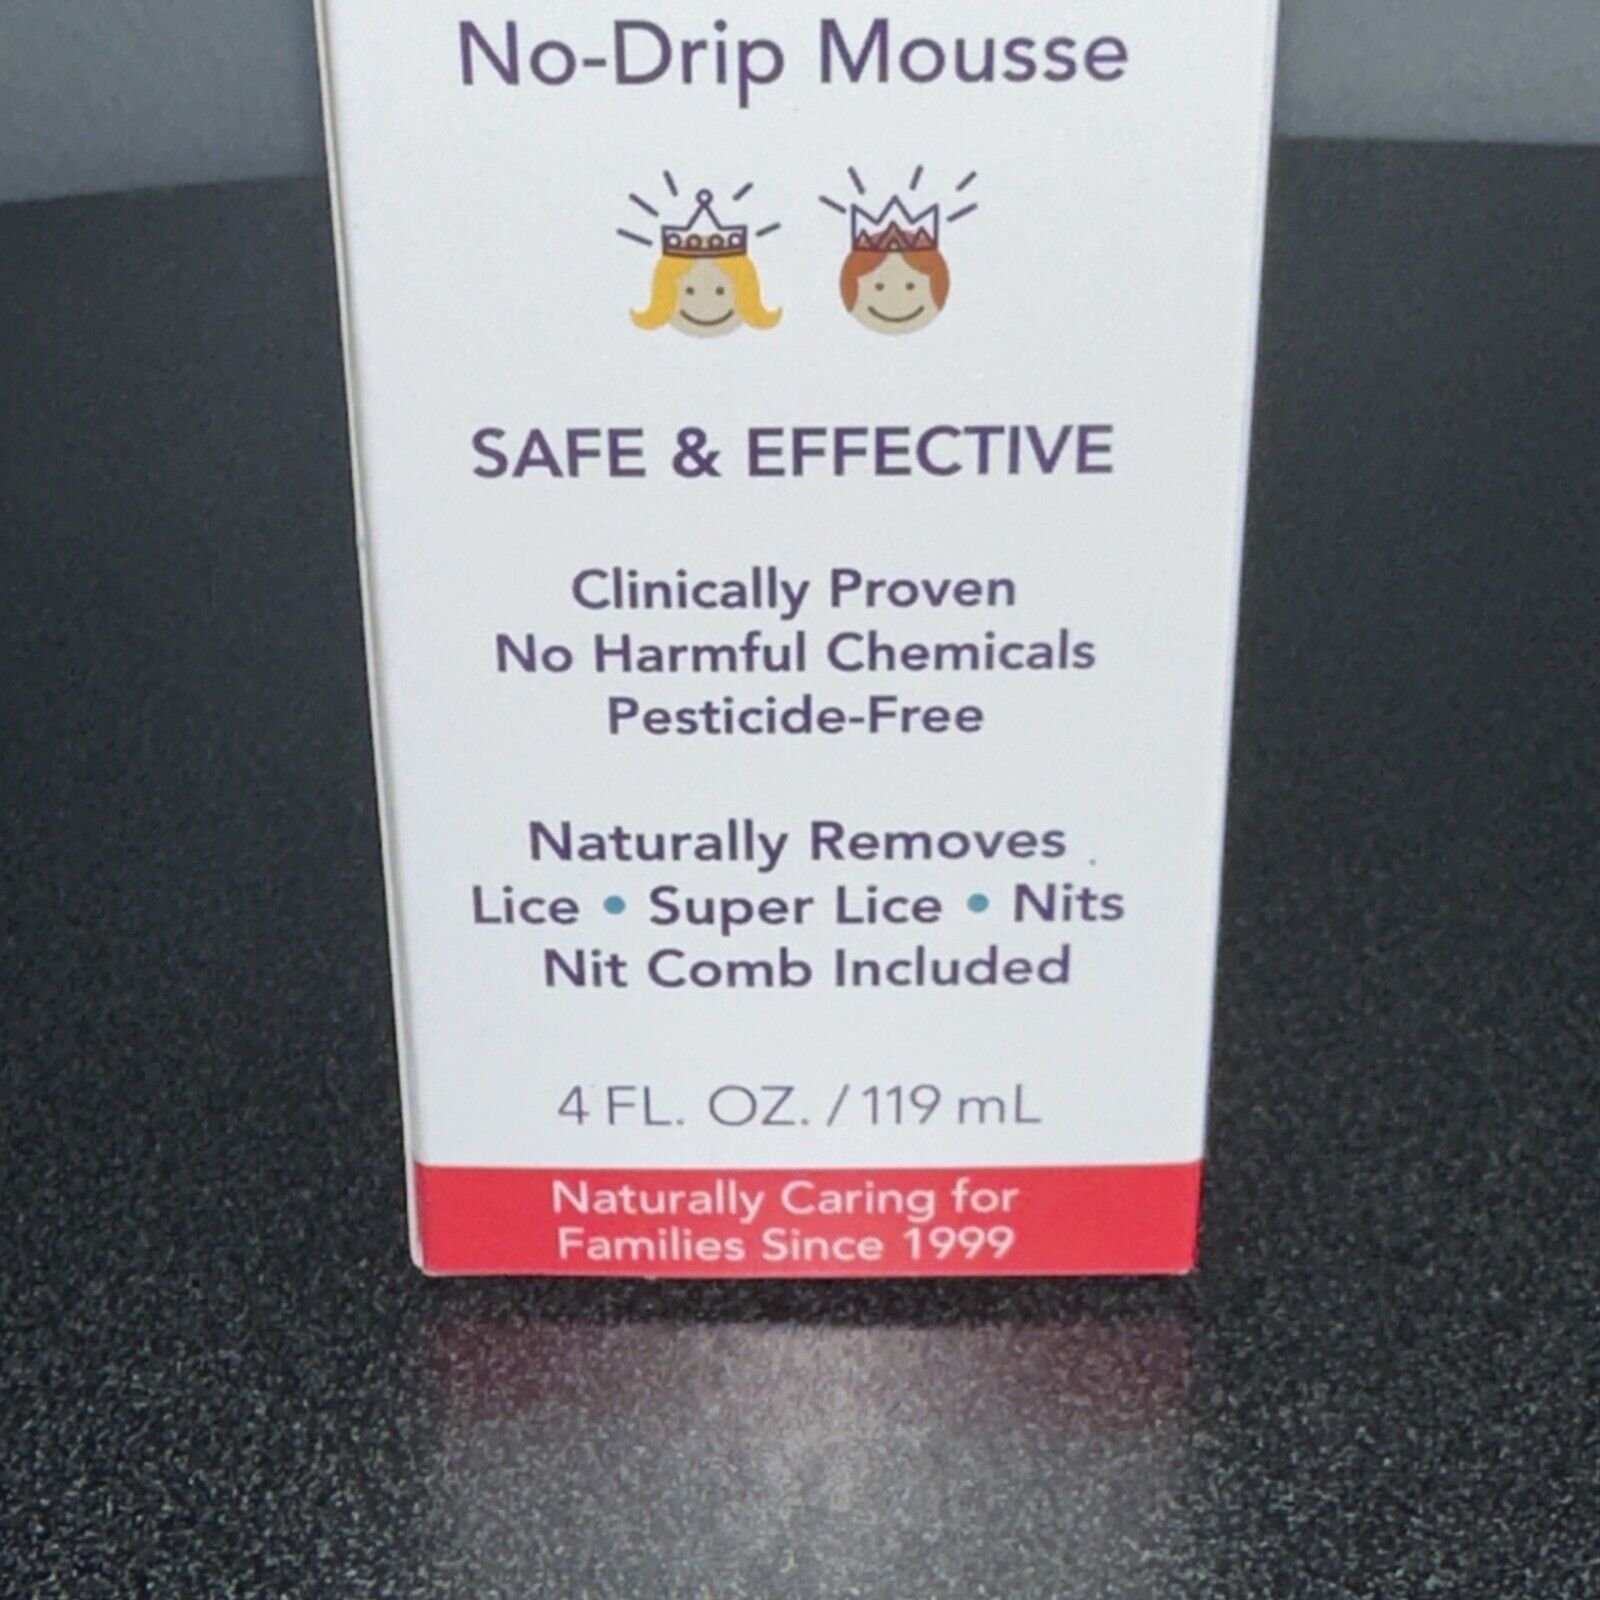 No-Drip Mousse
SAFE & EFFECTIVE
Clinically Proven
No Harmful Chemicals
Pesticide-Free
Naturally Removes
Lice • Super Lice • Nits
Nit Comb Included
4 FL. OZ. / 119 mL
Naturally Caring for
Families Since 1999